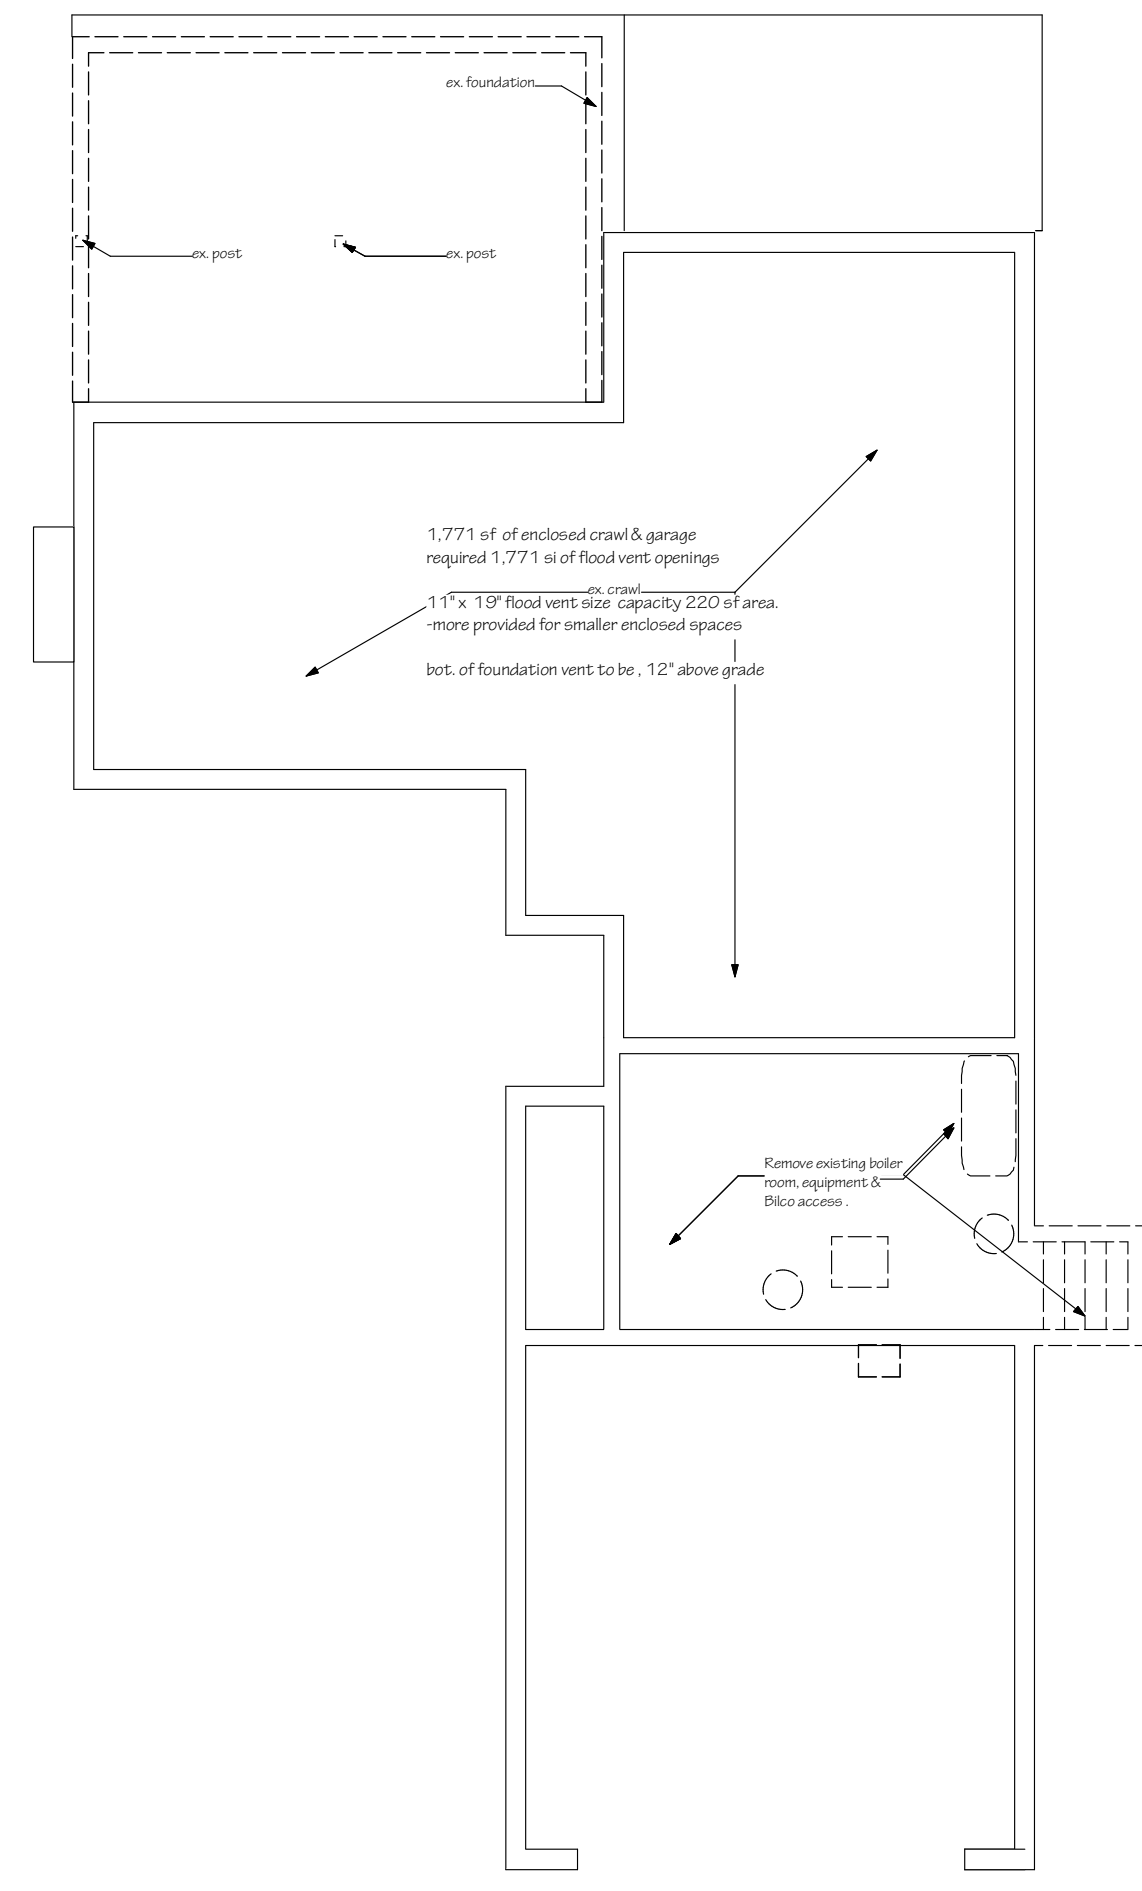 ex. foundation
ex. post
ex. post
1,771 sf of enclosed crawl & garage
required 1,771 si of flood vent openings
ex. crawl
11" x 19" flood vent size capacity 220 sf area.
-more provided for smaller enclosed spaces
bot. of foundation vent to be , 12" above grade
Remove existing boiler
room, equipment &
Bilco access .